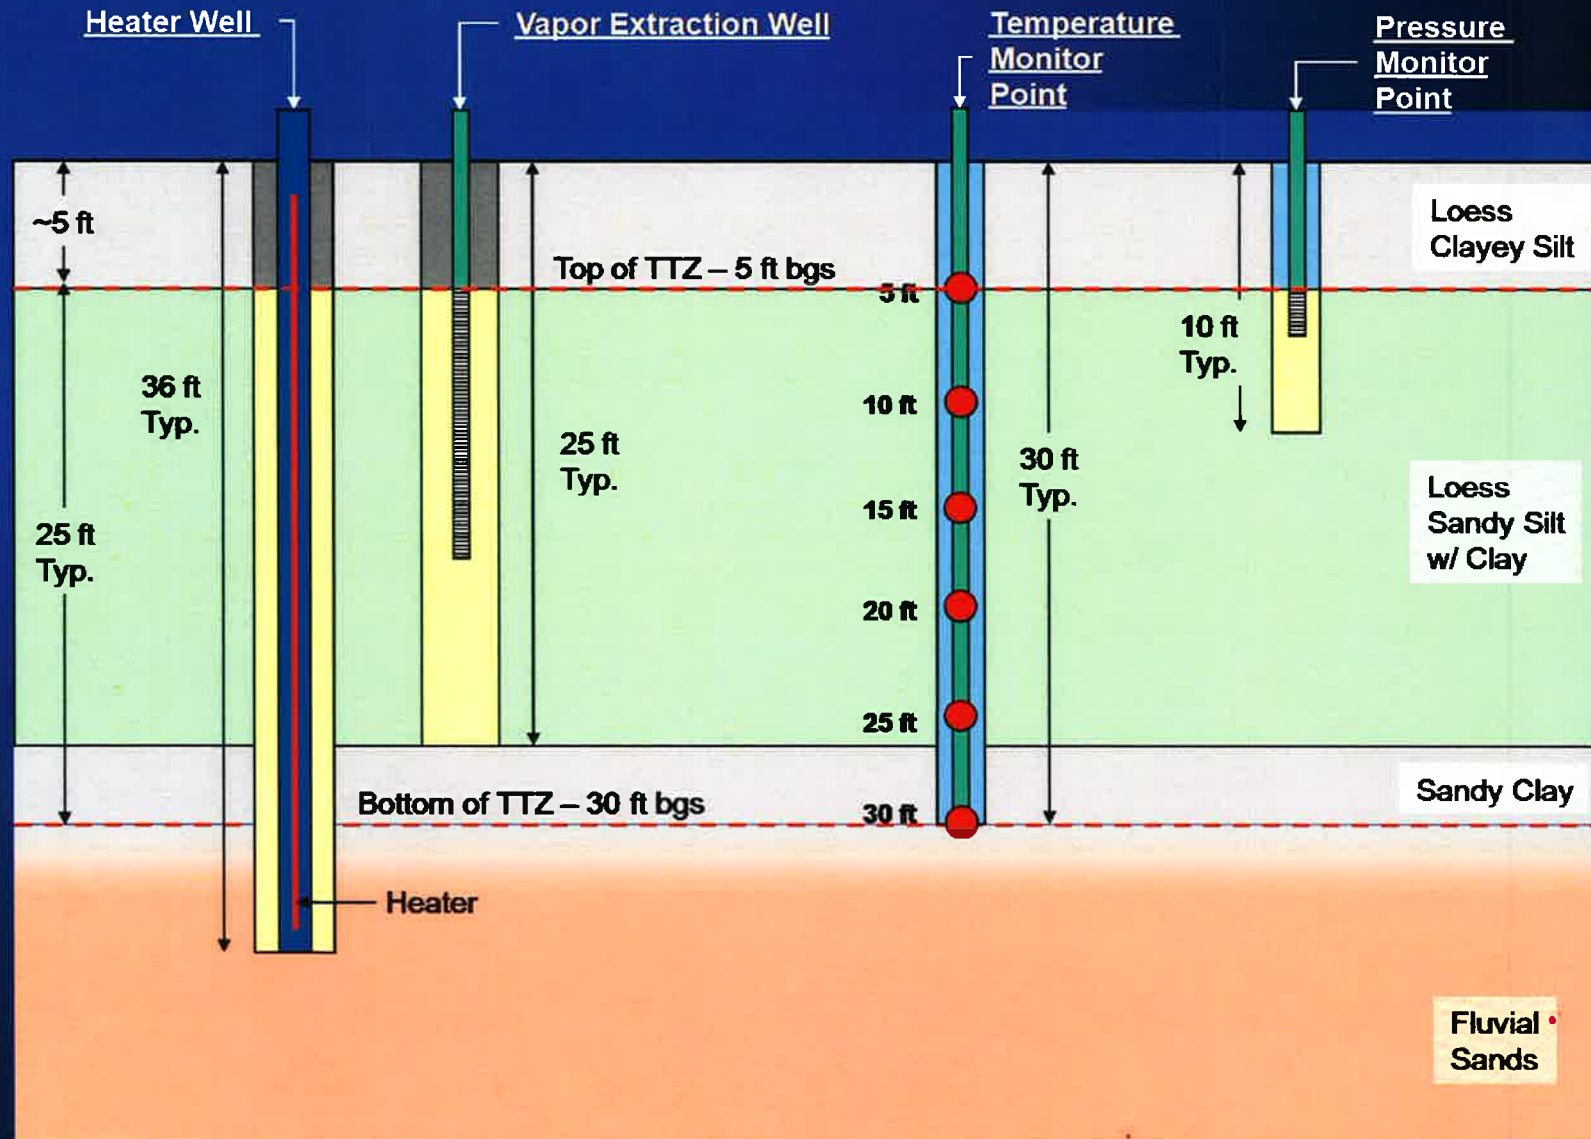 Heater Well
Vapor Extraction Well
Temperature
Monitor
Point
Pressure
Monitor
Point
~5 ft
Loess
Clayey Silt
Top of TTZ – 5 ft bgs
5 ft
10 ft
Typ.
36 ft
Typ.
10 ft
25 ft
Typ.
30 ft
Typ.
15 ft
Loess
Sandy Silt
w/ Clay
25 ft
Typ.
20 ft
25 ft
Sandy Clay
Bottom of TTZ – 30 ft bgs
30 ft
Heater
Fluvial
Sands